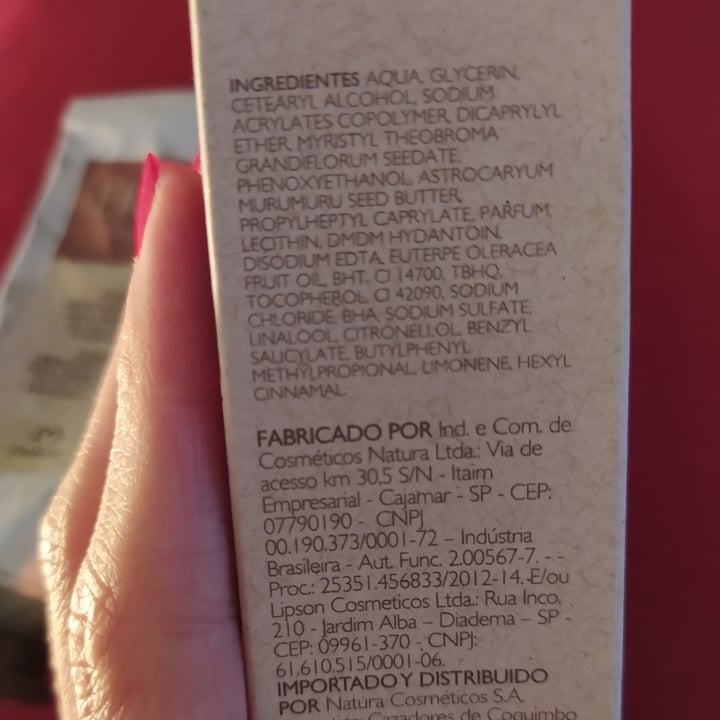 INGREDIENTES AQUA, GLYCERIN,
CETEARYL ALCOHOL, SODIUM
ACRYLATES COPOLYMER, DICAPRYLYL
ETHER, MYRISTYL THEOBROMA
GRANDIFLORUM SEEDATE,
PHENOXYETHANOL, ASTROCARYUM
MURUMURU SEED BUTTER,
PROPYLHEPTYL CAPRYLATE, PARFUM,
LECITHIN, DMDM HYDANTOIN,
DISODIUM EDTA, EUTERPE OLERACEA
FRUIT OIL, BHT, CI 14700, TBHQ,
TOCOPHEROL, CI 42090, SODIUM
CHLORIDE, BHA, SODIUM SULFATE,
LINALOOL, CITRONELLOL, BENZYL
SALICYLATE, BUTYLPHENYL
METHYLPROPIONAL, LIMONENE, HEXYL
CINNAMAL.
FABRICADO POR Ind. e Com. de
Cosméticos Natura Ltda.: Via de
acesso km 30,5 S/N - Itaim
Empresarial - Cajamar - SP - CEP:
07790190 - CNPJ
00.190.373/0001-72 – Indústria
Brasileira - Aut. Func. 2.00567-7. - -
Proc.: 25351.456833/2012-14. E/ou
Lipson Cosmeticos Ltda.: Rua Inco,
210 - Jardim Alba – Diadema – SP -
CEP: 09961-370 - CNPJ:
61.610.515/0001-06.
IMPORTADO Y DISTRIBUIDO
POR Natura Cosméticos S.A.
Cazadores de Coquimbo